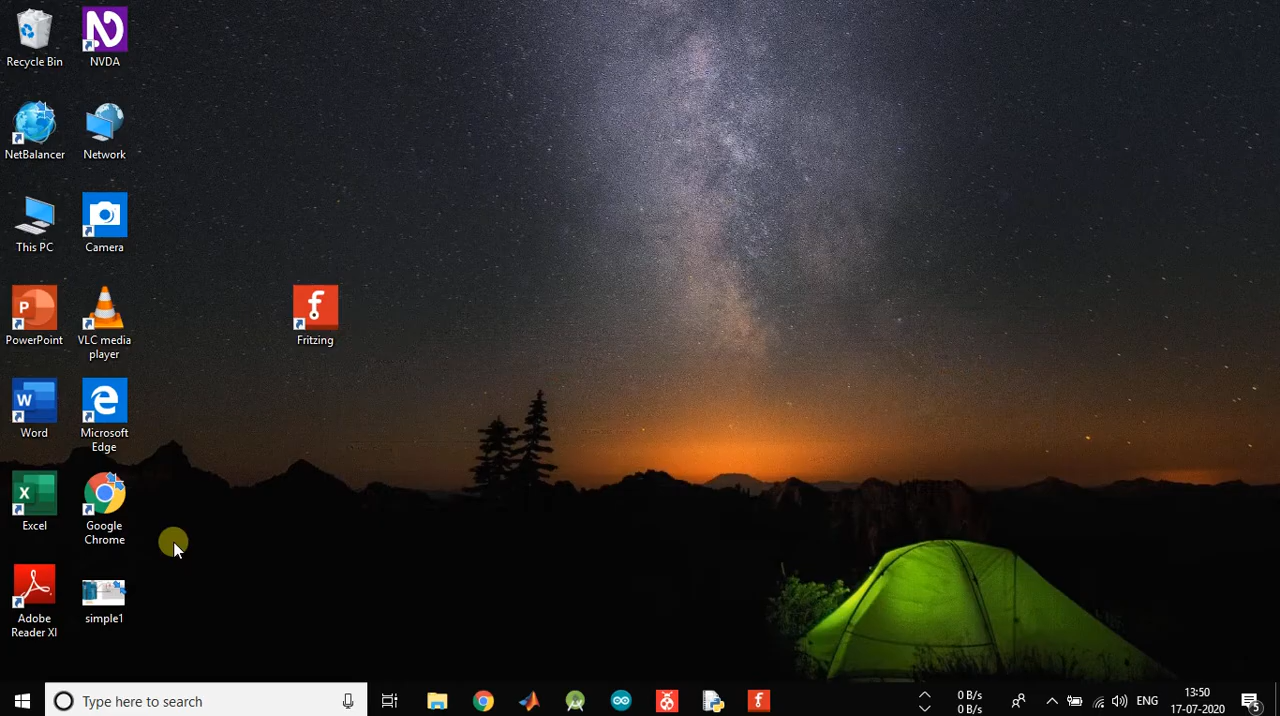 Recycle Bin
NVDA
NetBalancer
Network
This PC
Camera
PowerPoint
VLC media
player
Fritzing
Word
Microsoft
Edge
Excel
Google
Chrome
Adobe
Reader XI
simple1
Type here to search
0 B/s
0 B/s
ENG
13:50
17-07-2020
5